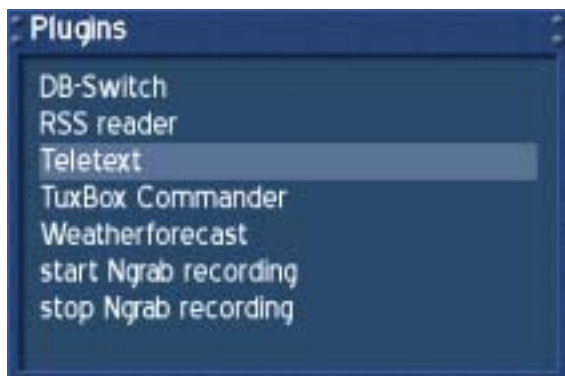 Plugins
DB-Switch
RSS reader
Teletext
TuxBox Commander
Weatherforecast
start Ngrab recording
stop Ngrab recording